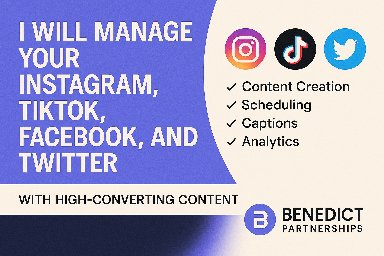 I WILL MANAGE
YOUR
INSTAGRAM,
TIKTOK,
FACEBOOK, AND
TWITTER
✓ Content Creation
✓ Scheduling
✓ Captions
✓ Analytics
WITH HIGH-CONVERTING CONTENT
B
BENEDICT
PARTNERSHIPS